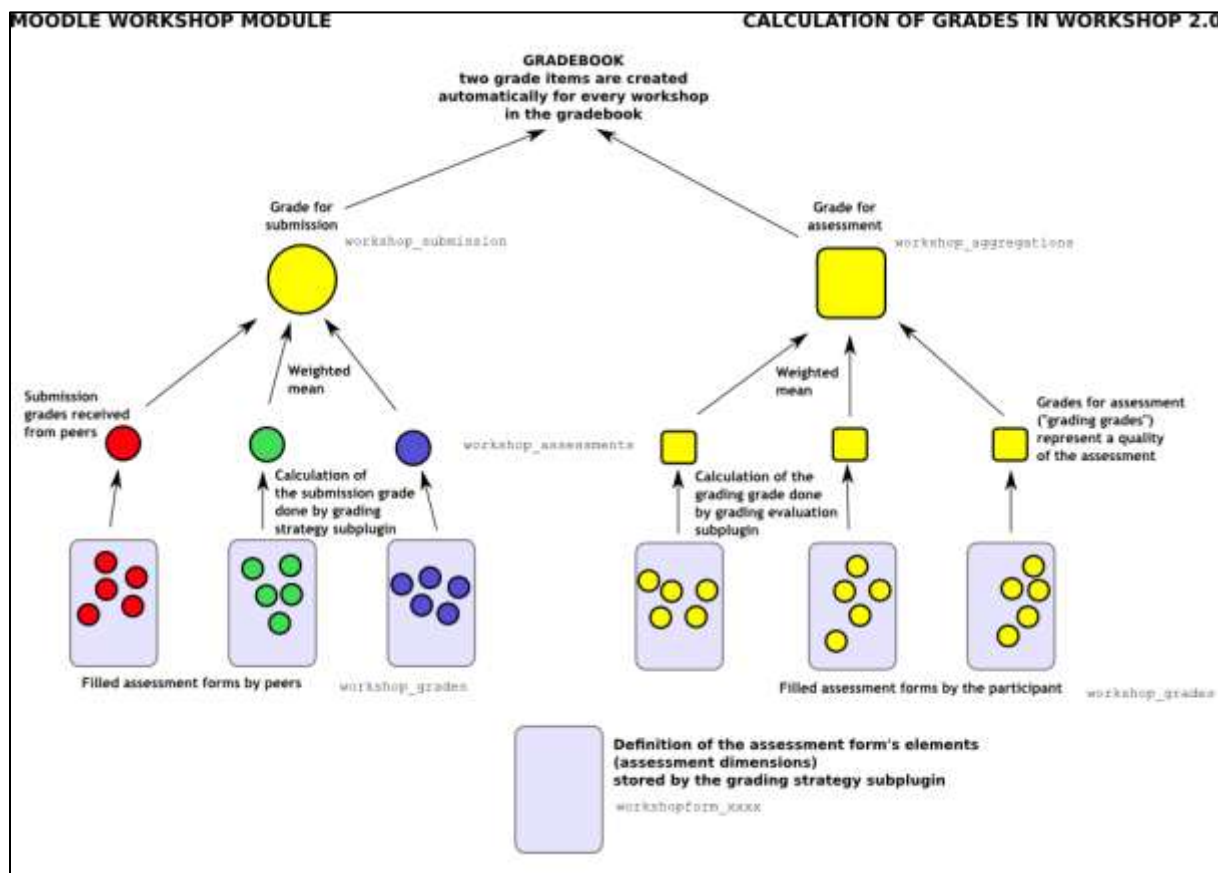 MOODLE WORKSHOP MODULE
CALCULATION OF GRADES IN WORKSHOP 2.0
GRADEBOOK
two grade items are created
automatically for every workshop
in the gradebook
Grade for
submission
workshop_submission
Grade for
assessment
workshop_aggregations
Weighted
mean
Weighted
mean
Submission
grades received
from peers
workshop_assessments
Grades for assessment
("grading grades")
represent a quality
of the assessment
Calculation of
the submission grade
done by grading
strategy subplugin
Calculation of the
grading grade done
by grading evaluation
subplugin
Filled assessment forms by peers
workshop_grades
Filled assessment forms by the participant
workshop_grades
Definition of the assessment form's elements
(assessment dimensions)
stored by the grading strategy subplugin
workshopform_xxxx